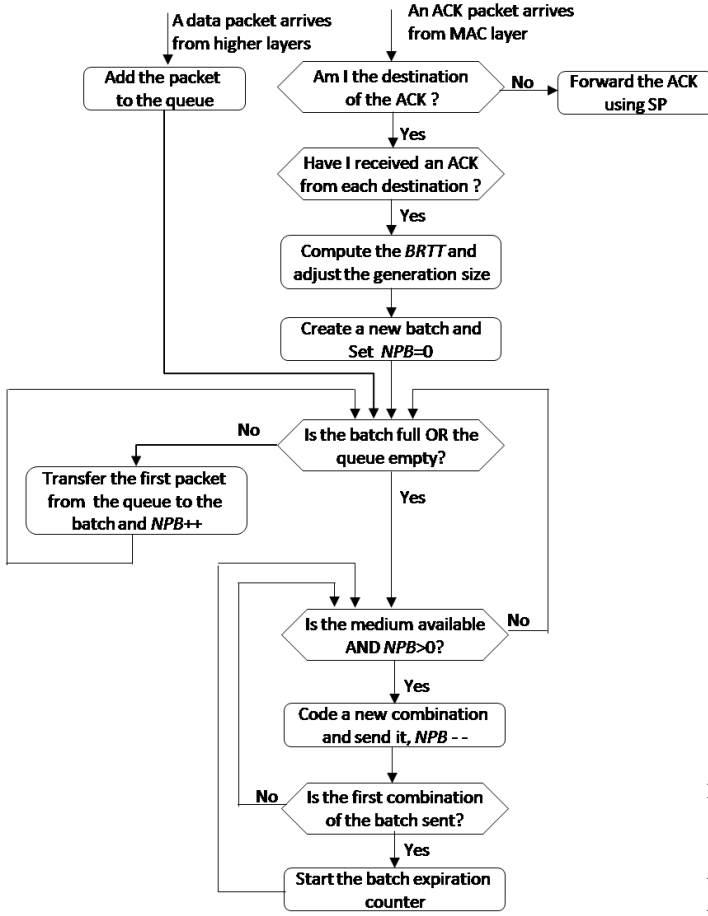 A data packet arrives
from higher layers
An ACK packet arrives
from MAC layer
Add the packet
to the queue
Am I the destination
of the ACK ?
No
Forward the ACK
using SP
Yes
Have I received an ACK
from each destination ?
Yes
Compute the BRTT and
adjust the generation size
Create a new batch and
Set NPB=0
No
Is the batch full OR the
queue empty?
Transfer the first packet
from the queue to the
batch and NPB++
Yes
Is the medium available
AND NPB>0?
No
Yes
Code a new combination
and send it, NPB - -
No
Is the first combination
of the batch sent?
Yes
Start the batch expiration
counter